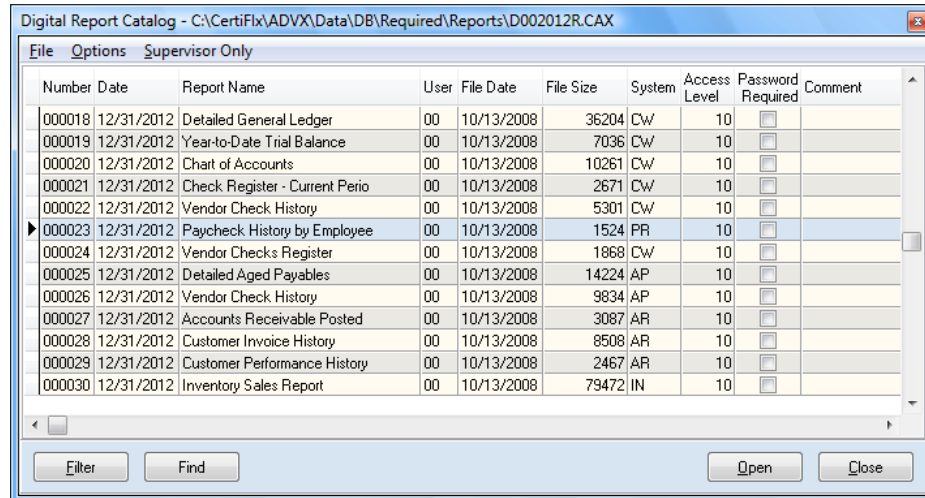 Digital Report Catalog - C:\CertiFlx\ADVX\Data\DB\Required\Reports\D002012R.CAX
File Options Supervisor Only
Number Date Report Name User File Date File Size System Access Level Password Required Comment
000018 12/31/2012 Detailed General Ledger 00 10/13/2008 36204 CW 10
000019 12/31/2012 Year-to-Date Trial Balance 00 10/13/2008 7036 CW 10
000020 12/31/2012 Chart of Accounts 00 10/13/2008 10261 CW 10
000021 12/31/2012 Check Register - Current Perio 00 10/13/2008 2671 CW 10
000022 12/31/2012 Vendor Check History 00 10/13/2008 5301 CW 10
000023 12/31/2012 Paycheck History by Employee 00 10/13/2008 1524 PR 10
000024 12/31/2012 Vendor Checks Register 00 10/13/2008 1868 CW 10
000025 12/31/2012 Detailed Aged Payables 00 10/13/2008 14224 AP 10
000026 12/31/2012 Vendor Check History 00 10/13/2008 9834 AP 10
000027 12/31/2012 Accounts Receivable Posted 00 10/13/2008 3087 AR 10
000028 12/31/2012 Customer Invoice History 00 10/13/2008 8508 AR 10
000029 12/31/2012 Customer Performance History 00 10/13/2008 2467 AR 10
000030 12/31/2012 Inventory Sales Report 00 10/13/2008 79472 IN 10
Filter Find Open Close